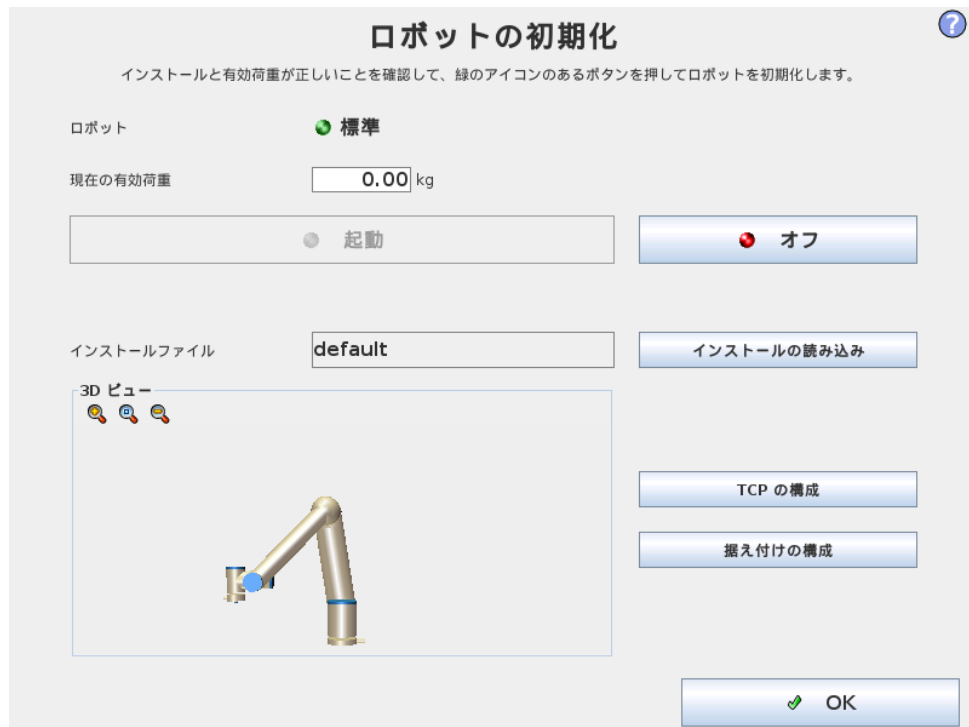 ロボットの初期化
?
インストールと有効荷重が正しいことを確認して、緑のアイコンのあるボタンを押してロボットを初期化します。
ロボット 標準
現在の有効荷重 0.00 kg
起動 オフ
インストールファイル default インストールの読み込み
3D ビュー
TCP の構成
据え付けの構成
OK